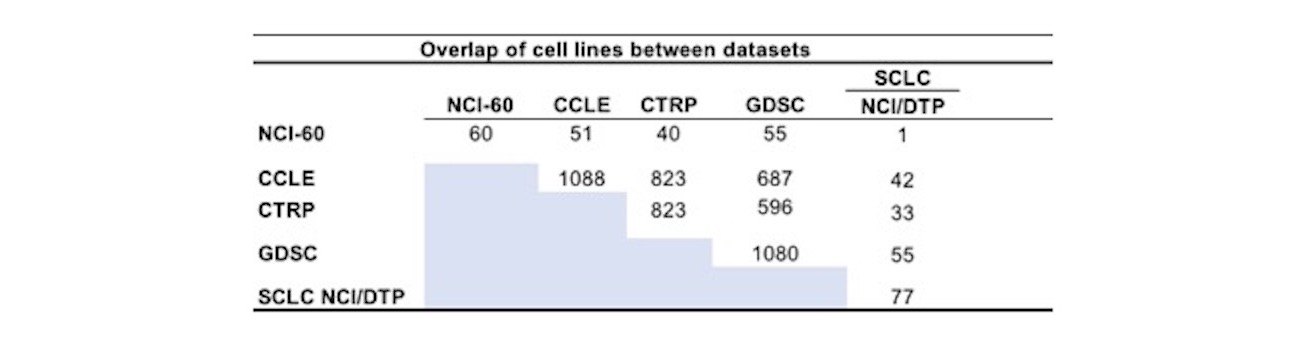 Overlap of cell lines between datasets
SCLC
NCI-60 CCLE CTRP GDSC NCI/DTP
NCI-60 60 51 40 55 1
CCLE 1088 823 687 42
CTRP 823 596 33
GDSC 1080 55
SCLC NCI/DTP 77